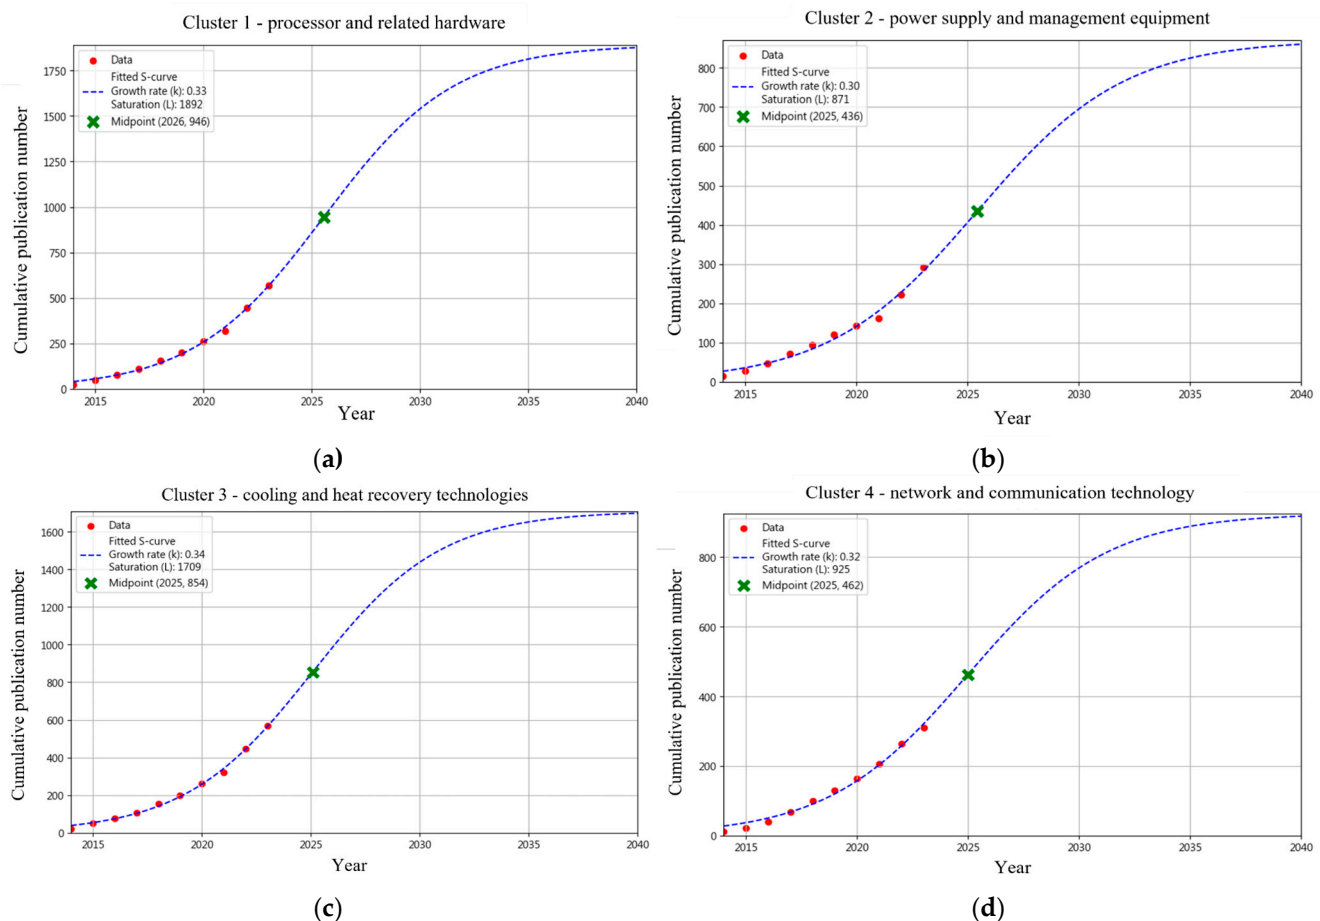 Cluster 1 - processor and related hardware
Cumulative publication number
1750
1500
1250
1000
750
500
250
0
Data
Fitted S-curve
Growth rate (k): 0.33
Saturation (L): 1892
Midpoint (2026, 946)
2015
2020
2025
2030
2035
2040
Year
(a)
Cluster 2 - power supply and management equipment
Cumulative publication number
800
700
600
500
400
300
200
100
0
Data
Fitted S-curve
Growth rate (k): 0.30
Saturation (L): 871
Midpoint (2025, 436)
2015
2020
2025
2030
2035
2040
Year
(b)
Cluster 3 - cooling and heat recovery technologies
Cumulative publication number
1600
1400
1200
1000
800
600
400
200
0
Data
Fitted S-curve
Growth rate (k): 0.34
Saturation (L): 1709
Midpoint (2025, 854)
2015
2020
2025
2030
2035
2040
Year
(c)
Cluster 4 - network and communication technology
Cumulative publication number
800
600
400
200
0
Data
Fitted S-curve
Growth rate (k): 0.32
Saturation (L): 925
Midpoint (2025, 462)
2015
2020
2025
2030
2035
2040
Year
(d)